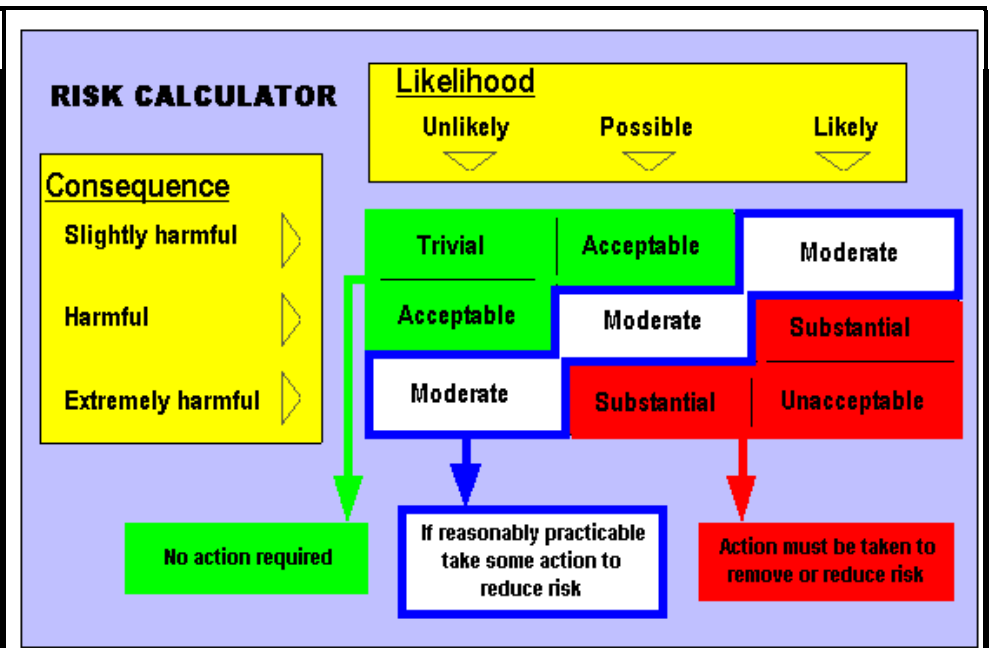 RISK CALCULATOR
Likelihood
Unlikely Possible Likely
Consequence
Slightly harmful
Trivial Acceptable Moderate
Harmful
Acceptable Moderate Substantial
Extremely harmful
Moderate Substantial Unacceptable
No action required
If reasonably practicable
take some action to
reduce risk
Action must be taken to
remove or reduce risk